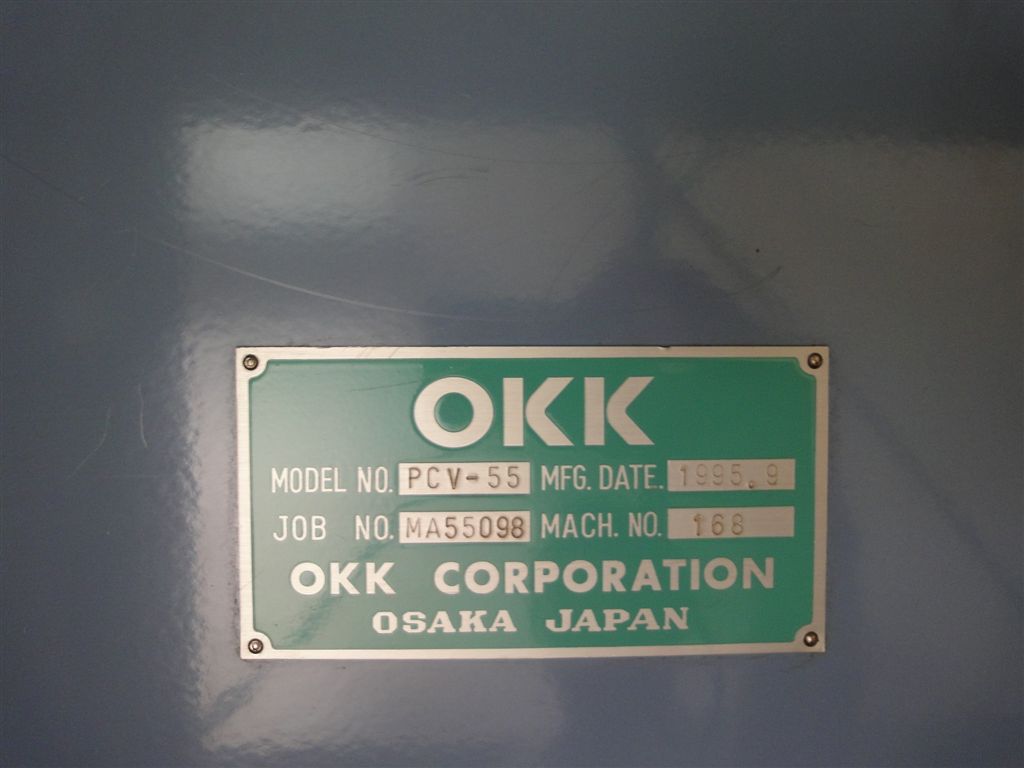 OKK
MODEL NO. PCV-55 MFG. DATE. 1995.9
JOB NO. MA55098 MACH. NO. 168
OKK CORPORATION
OSAKA JAPAN